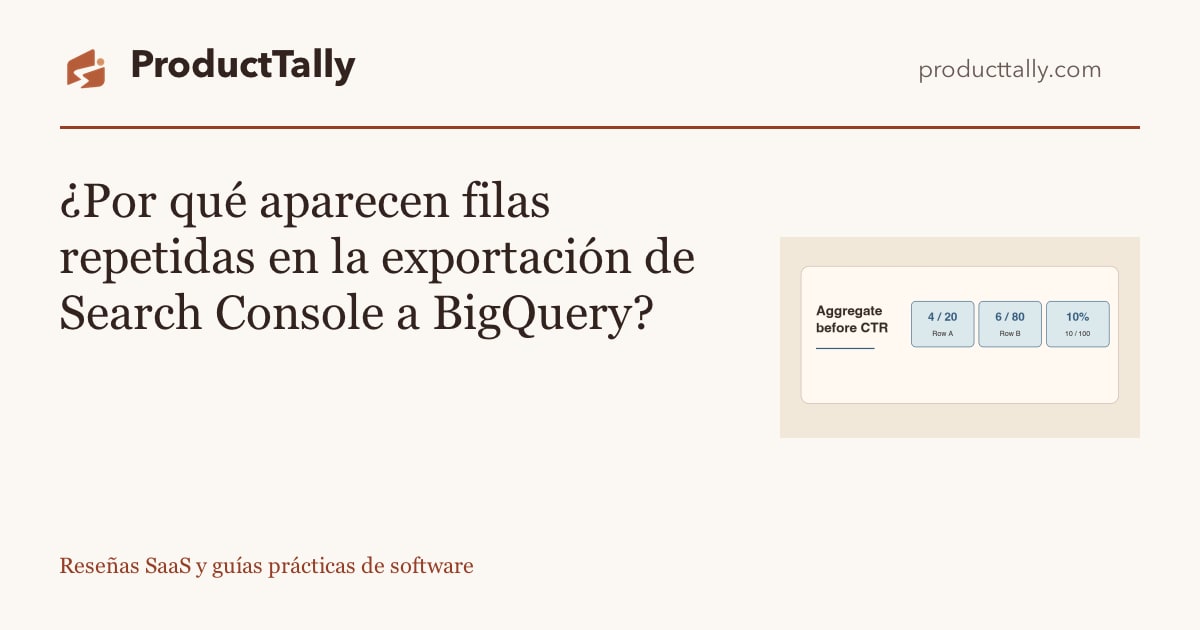 ProductTally
producttally.com
¿Por qué aparecen filas
repetidas en la exportación de
Search Console a BigQuery?
Aggregate
before CTR
4 / 20
Row A
6 / 80
Row B
10%
10 / 100
Reseñas SaaS y guías prácticas de software